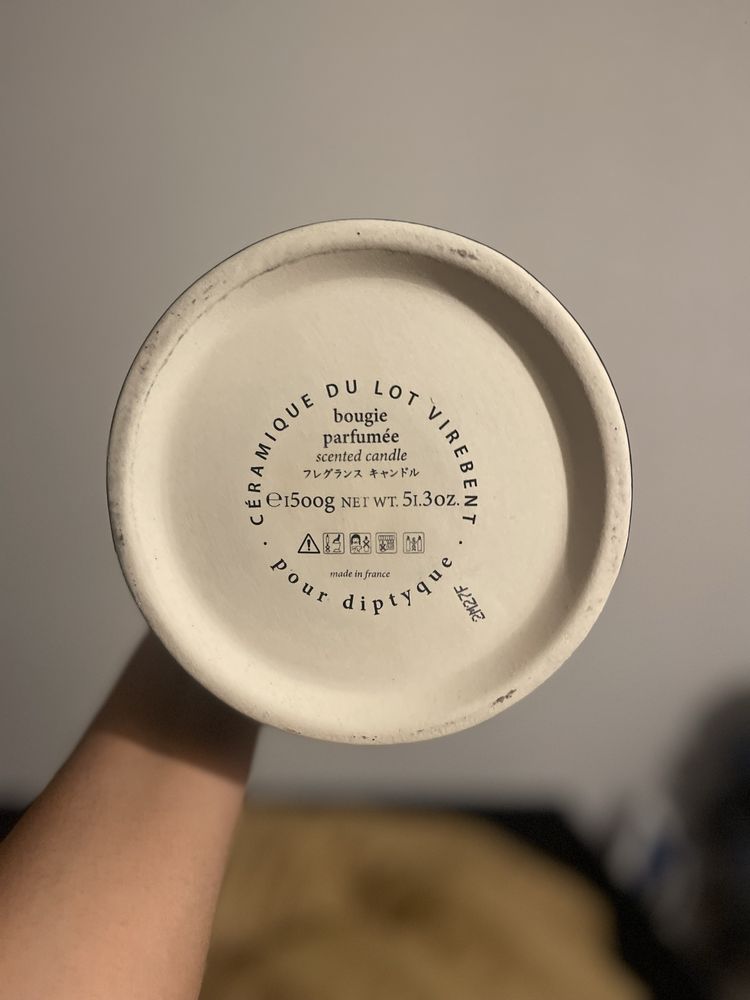 CÉRAMIQUE DU LOT VIREBENT
bougie
parfumée
scented candle
フレグランス キャンドル
℮1500g NET WT. 51.3oz.
made in france
· pour diptyque ·
2M27F